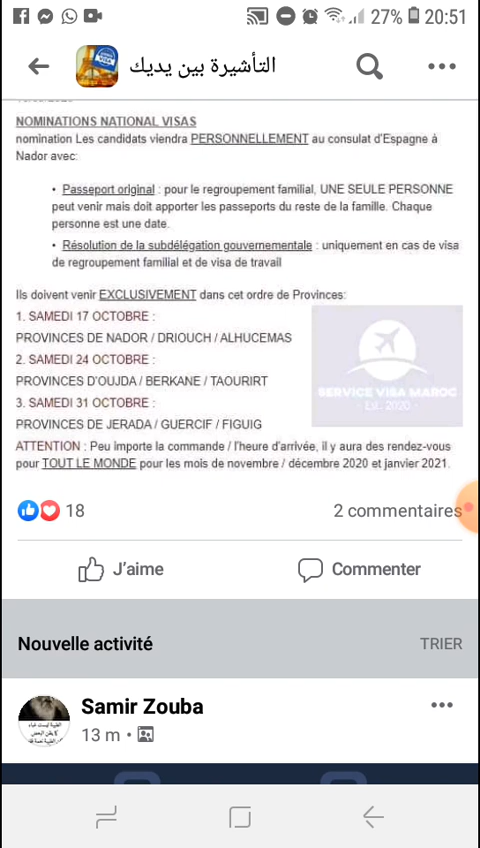 27% 20:51
التأشيرة بين يديك
NOMINATIONS NATIONAL VISAS
nomination Les candidats viendra PERSONNELLEMENT au consulat d'Espagne à
Nador avec:
• Passeport original : pour le regroupement familial, UNE SEULE PERSONNE
peut venir mais doit apporter les passeports du reste de la famille. Chaque
personne est une date.
• Résolution de la subdélégation gouvernementale : uniquement en cas de visa
de regroupement familial et de visa de travail
Ils doivent venir EXCLUSIVEMENT dans cet ordre de Provinces:
1. SAMEDI 17 OCTOBRE :
PROVINCES DE NADOR / DRIOUCH / ALHUCEMAS
2. SAMEDI 24 OCTOBRE :
PROVINCES D'OUJDA / BERKANE / TAOURIRT
3. SAMEDI 31 OCTOBRE :
PROVINCES DE JERADA / GUERCIF / FIGUIG
SERVICE VISA MAROC
EST. 2020
ATTENTION : Peu importe la commande / l'heure d'arrivée, il y aura des rendez-vous
pour TOUT LE MONDE pour les mois de novembre / décembre 2020 et janvier 2021.
18
2 commentaires
J'aime
Commenter
Nouvelle activité
TRIER
Samir Zouba
13 m